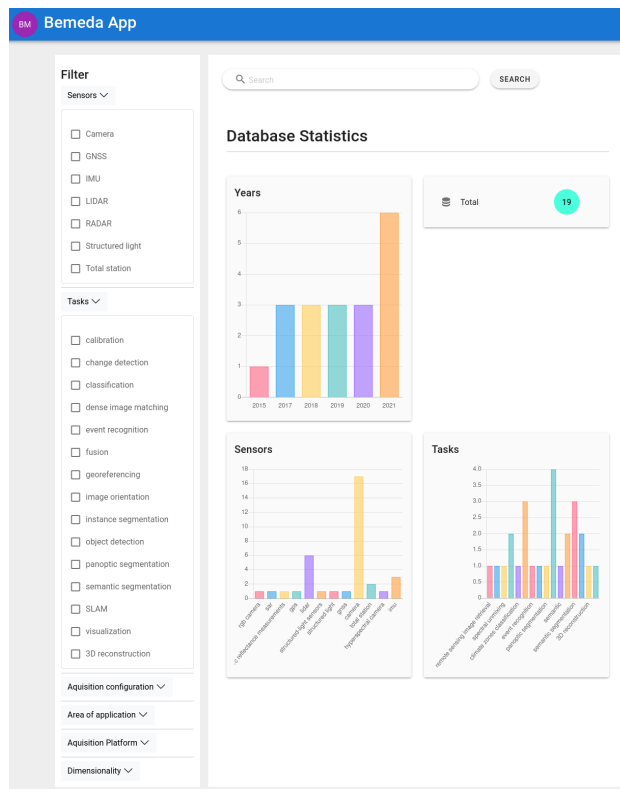 BM Bemeda App
Filter
Sensors
Camera
GNSS
IMU
LIDAR
RADAR
Structured light
Total station
Tasks
calibration
change detection
classification
dense image matching
event recognition
fusion
georeferencing
image orientation
instance segmentation
object detection
panoptic segmentation
semantic segmentation
SLAM
visualization
3D reconstruction
Aquisition configuration
Area of application
Aquisition Platform
Dimensionality
Search SEARCH
Database Statistics
Years
6
5
4
3
2
1
0
2015 2017 2018 2019 2020 2021
Total 19
Sensors
18
16
14
12
10
8
6
4
2
0
rgb camera
sar
c reflectance measurements
gps
lidar
structured-light sensors
structured light
gnss
camera
total station
hyperspectral camera
imu
Tasks
4.0
3.5
3.0
2.5
2.0
1.5
1.0
0.5
0
remote sensing image retrieval
spectral unmixing
climate zones classification
event recognition
panoptic segmentation
semantic
semantic segmentation
3D reconstruction